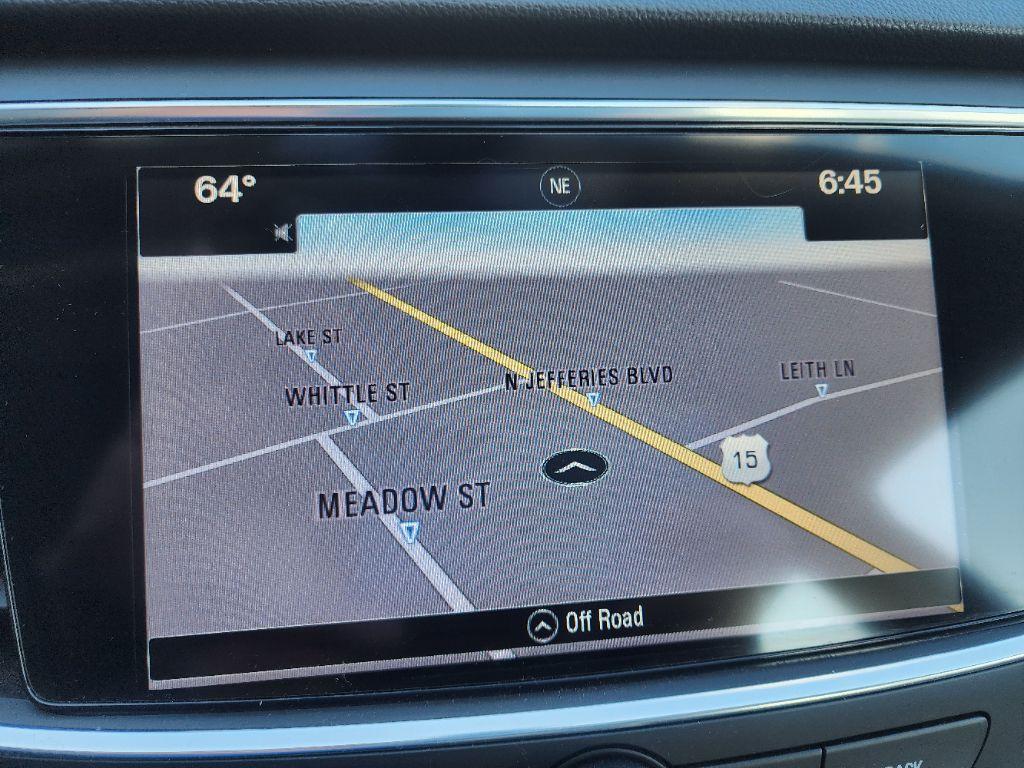 64° NE 6:45
LAKE ST
WHITTLE ST
N JEFFERIES BLVD
LEITH LN
15
MEADOW ST
Off Road